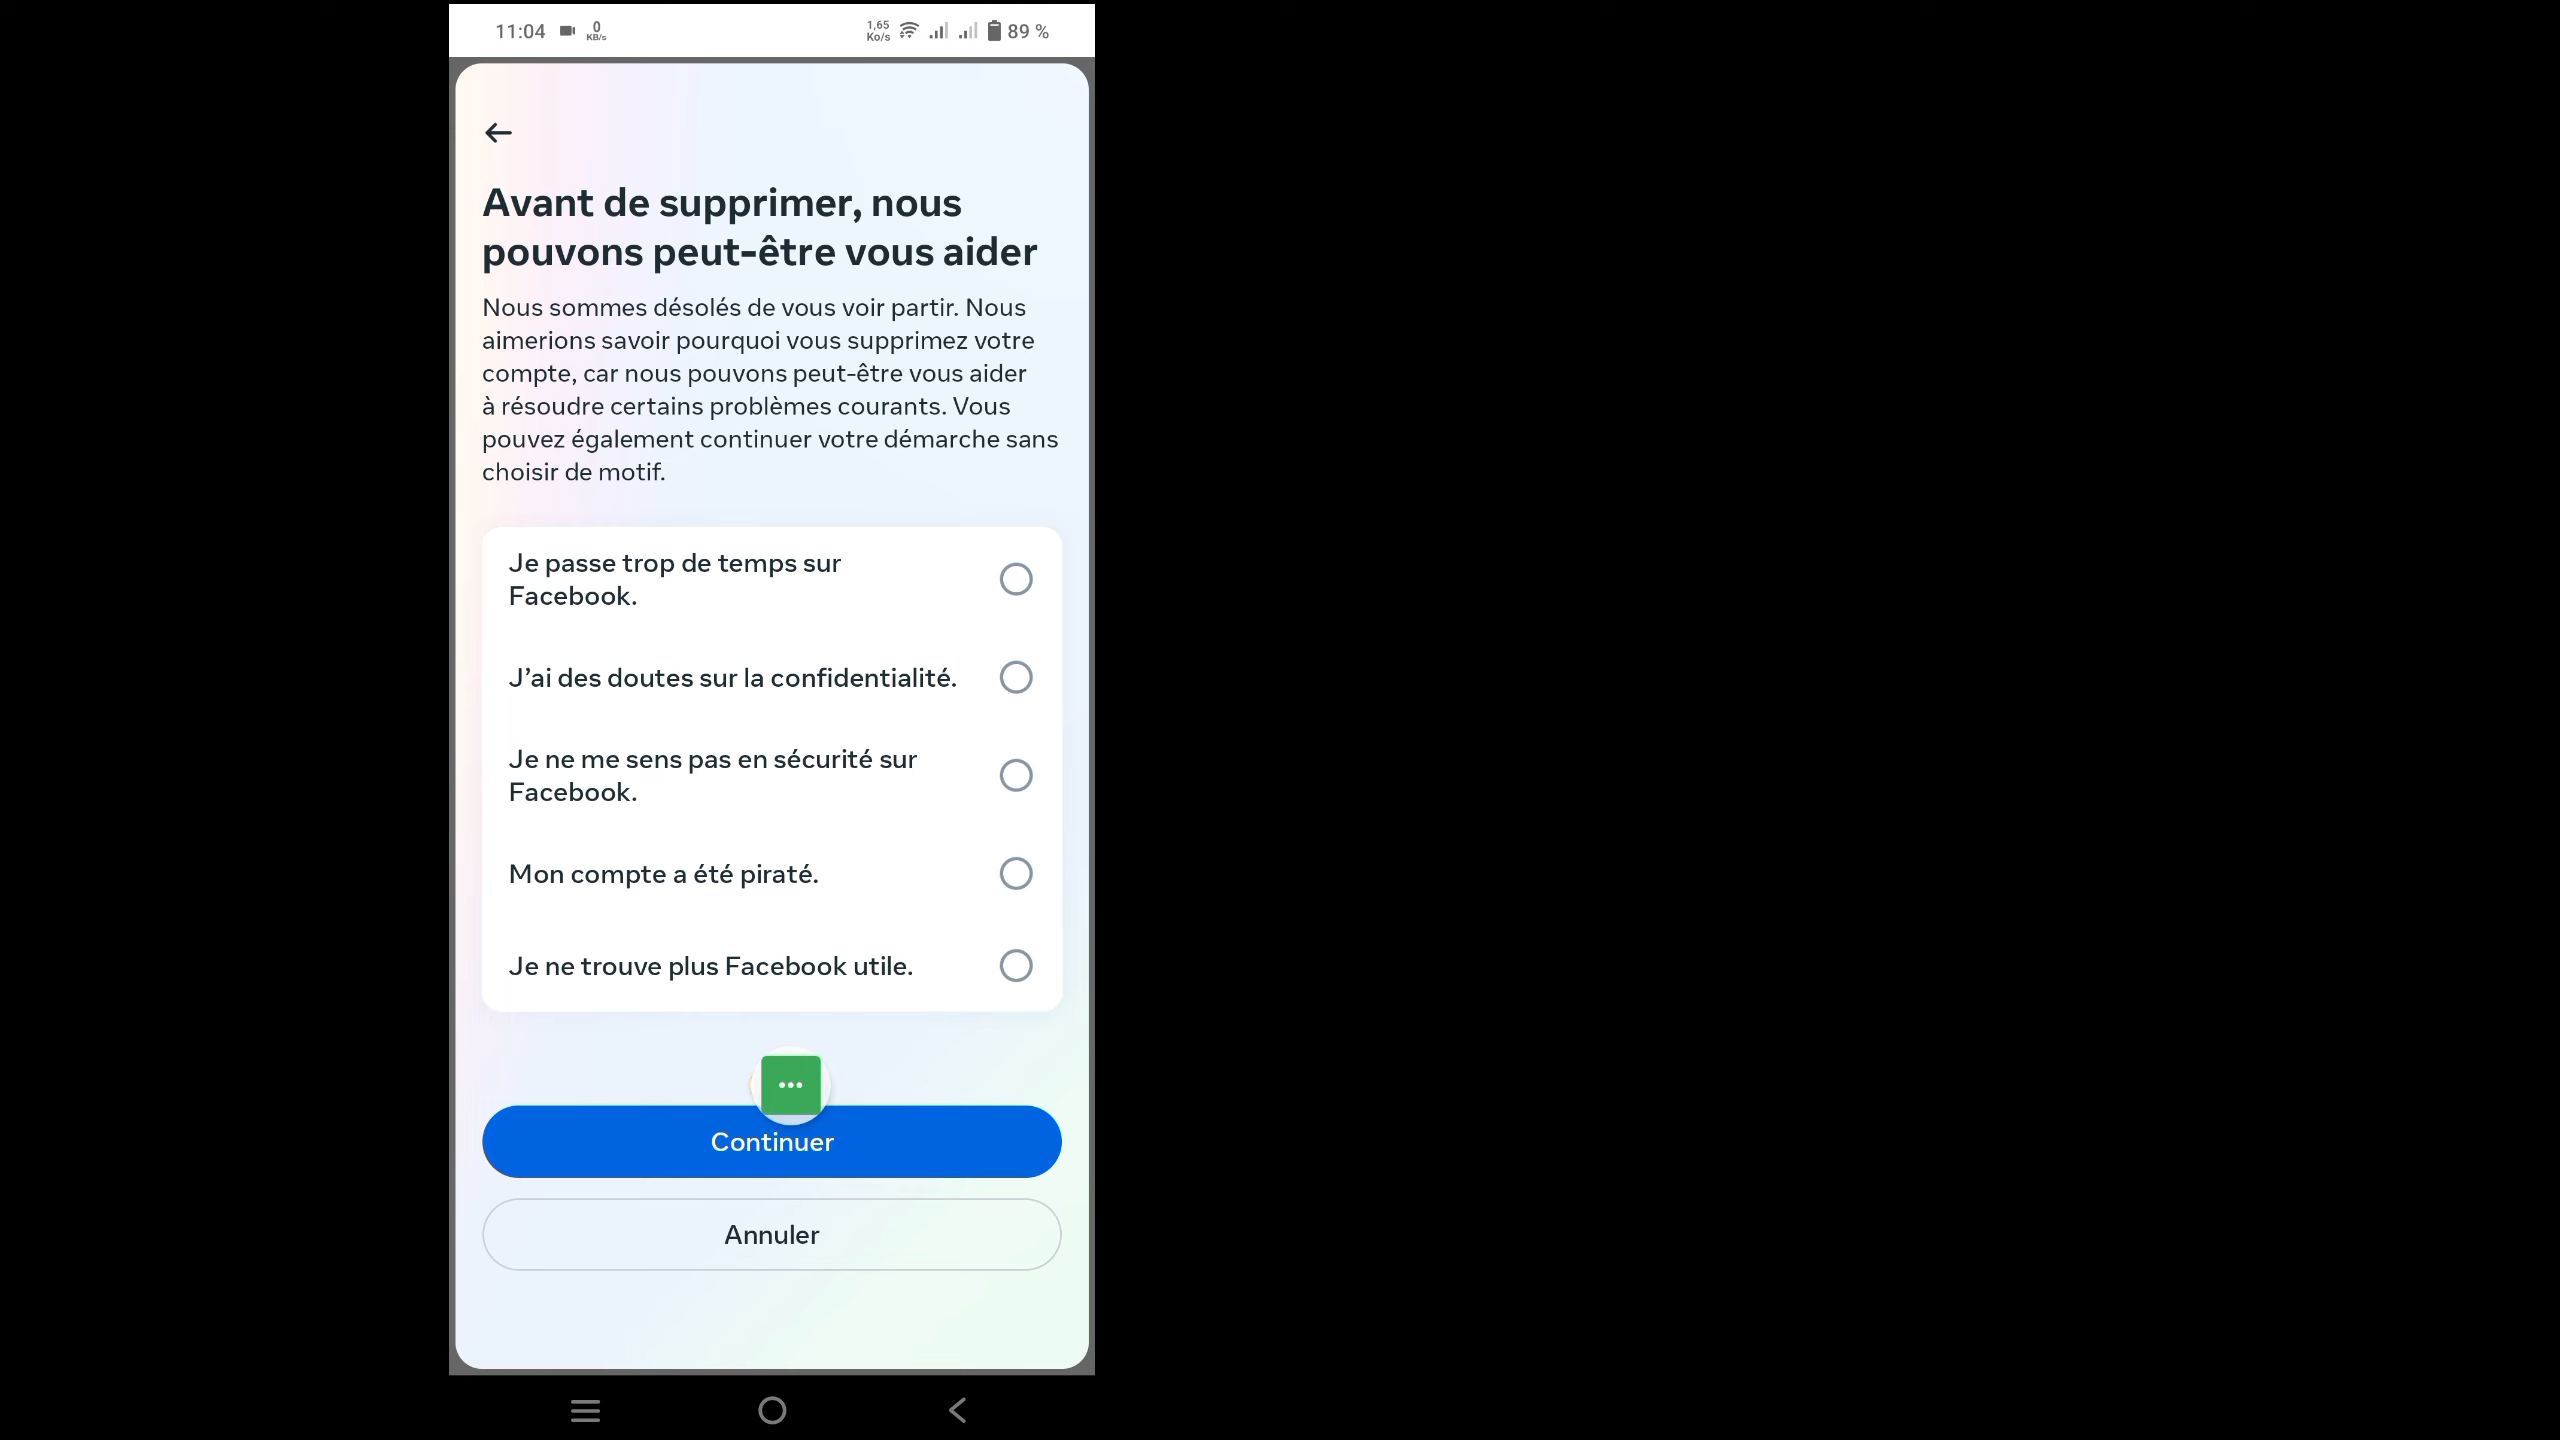 11:04
0
KB/s
1,65
Ko/s
89 %
Avant de supprimer, nous
pouvons peut-être vous aider
Nous sommes désolés de vous voir partir. Nous
aimerions savoir pourquoi vous supprimez votre
compte, car nous pouvons peut-être vous aider
à résoudre certains problèmes courants. Vous
pouvez également continuer votre démarche sans
choisir de motif.
Je passe trop de temps sur
Facebook.
J’ai des doutes sur la confidentialité.
Je ne me sens pas en sécurité sur
Facebook.
Mon compte a été piraté.
Je ne trouve plus Facebook utile.
Continuer
Annuler